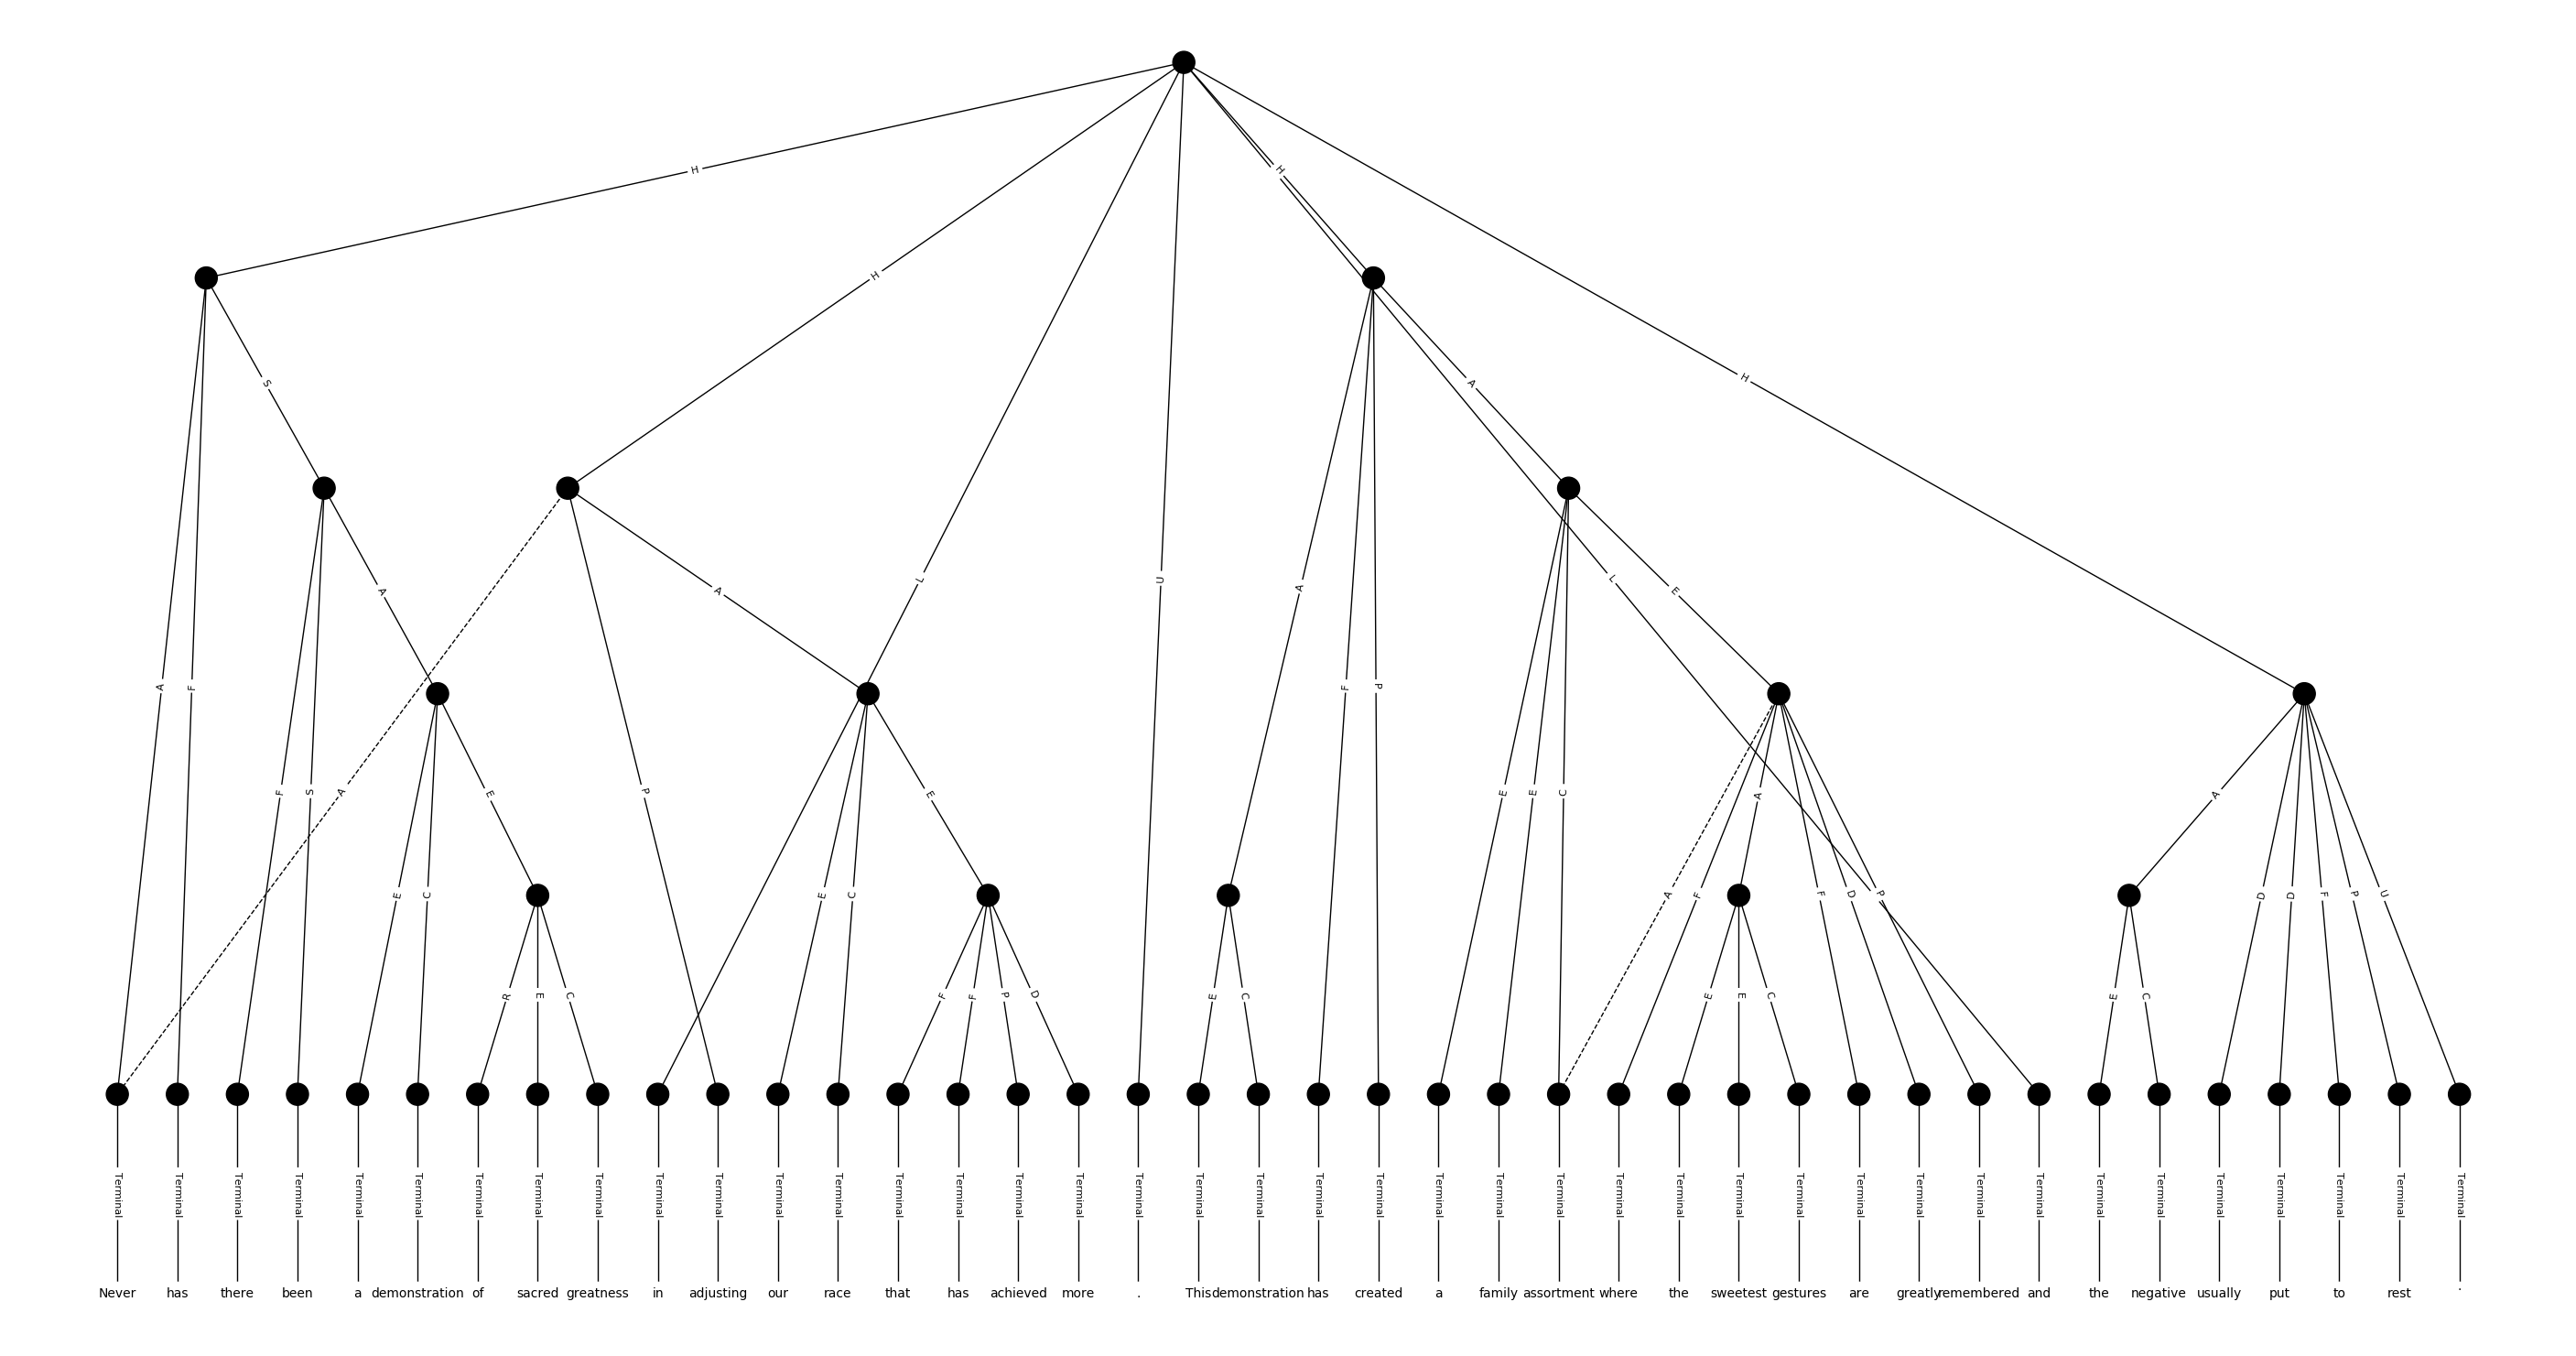 H
H
H
S
H
A
L
U
A
A
L
A
E
A
F
F
P
F
S
A
E
P
E
E
E
C
A
A
E
C
E
C
A
F
F
D
P
D
D
F
P
U
R
E
C
F
F
P
D
E
C
E
E
C
E
C
Terminal Terminal Terminal Terminal Terminal Terminal Terminal Terminal Terminal Terminal Terminal Terminal Terminal Terminal Terminal Terminal Terminal Terminal Terminal Terminal Terminal Terminal Terminal Terminal Terminal Terminal Terminal Terminal Terminal Terminal Terminal Terminal Terminal Terminal Terminal Terminal Terminal Terminal Terminal Terminal
Never has there been a demonstration of sacred greatness in adjusting our race that has achieved more . This demonstration has created a family assortment where the sweetest gestures are greatly remembered and the negative usually put to rest .